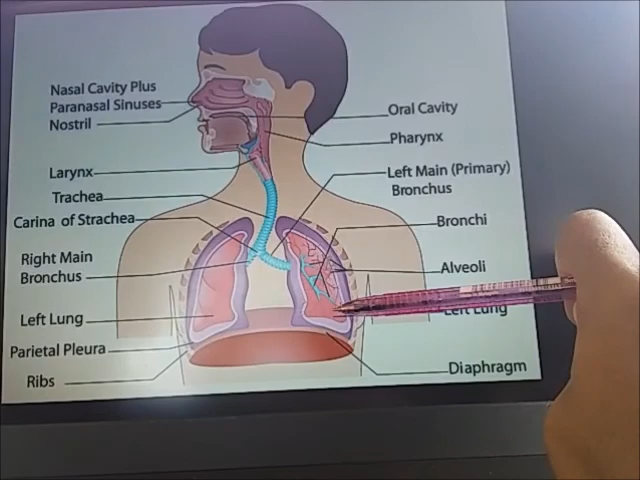 Nasal Cavity Plus
Paranasal Sinuses
Nostril
Larynx
Trachea
Carina of Strachea
Right Main
Bronchus
Left Lung
Parietal Pleura
Ribs
Oral Cavity
Pharynx
Left Main (Primary)
Bronchus
Bronchi
Alveoli
Left Lung
Diaphragm